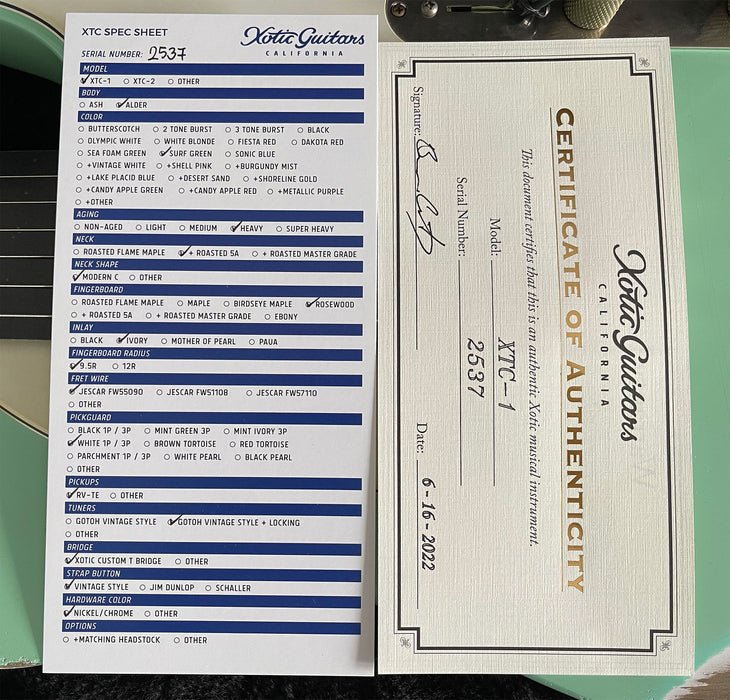 XTC SPEC SHEET
Xotic Guitars
CALIFORNIA
SERIAL NUMBER: 2537
MODEL
XTC-1 XTC-2 OTHER
BODY
ASH ALDER
COLOR
BUTTERSCOTCH 2 TONE BURST 3 TONE BURST BLACK
OLYMPIC WHITE WHITE BLONDE FIESTA RED DAKOTA RED
SEA FOAM GREEN SURF GREEN SONIC BLUE
+VINTAGE WHITE +SHELL PINK +BURGUNDY MIST
+LAKE PLACID BLUE +DESERT SAND +SHORELINE GOLD
+CANDY APPLE GREEN +CANDY APPLE RED +METALLIC PURPLE
+OTHER
AGING
NON-AGED LIGHT MEDIUM HEAVY SUPER HEAVY
NECK
ROASTED FLAME MAPLE + ROASTED 5A + ROASTED MASTER GRADE
NECK SHAPE
MODERN C OTHER
FINGERBOARD
ROASTED FLAME MAPLE MAPLE BIRDSEYE MAPLE ROSEWOOD
+ ROASTED 5A + ROASTED MASTER GRADE EBONY
INLAY
BLACK IVORY MOTHER OF PEARL PAUA
FINGERBOARD RADIUS
9.5R 12R
FRET WIRE
JESCAR FW55090 JESCAR FW51108 JESCAR FW57110
OTHER
PICKGUARD
BLACK 1P / 3P MINT GREEN 3P MINT IVORY 3P
WHITE 1P / 3P BROWN TORTOISE RED TORTOISE
PARCHMENT 1P / 3P WHITE PEARL BLACK PEARL
OTHER
PICKUPS
RV-TE OTHER
TUNERS
GOTOH VINTAGE STYLE GOTOH VINTAGE STYLE + LOCKING
OTHER
BRIDGE
XOTIC CUSTOM T BRIDGE OTHER
STRAP BUTTON
VINTAGE STYLE JIM DUNLOP SCHALLER
HARDWARE COLOR
NICKEL/CHROME OTHER
OPTIONS
+MATCHING HEADSTOCK OTHER
Xotic Guitars
CALIFORNIA
CERTIFICATE OF AUTHENTICITY
This document certifies that this is an authentic Xotic musical instrument.
Model: XTC-1
Serial Number: 2537
Signature: Date: 6-16-2022